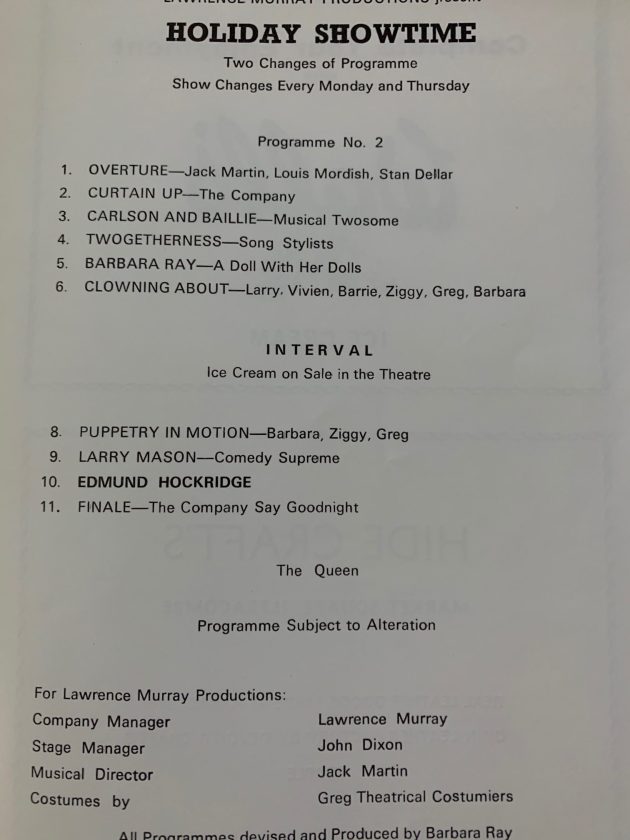 LAWRENCE MURRAY PRODUCTIONS present
HOLIDAY SHOWTIME
Two Changes of Programme
Show Changes Every Monday and Thursday
Programme No. 2
1. OVERTURE—Jack Martin, Louis Mordish, Stan Dellar
2. CURTAIN UP—The Company
3. CARLSON AND BAILLIE—Musical Twosome
4. TWOGETHERNESS—Song Stylists
5. BARBARA RAY—A Doll With Her Dolls
6. CLOWNING ABOUT—Larry, Vivien, Barrie, Ziggy, Greg, Barbara
INTERVAL
Ice Cream on Sale in the Theatre
8. PUPPETRY IN MOTION—Barbara, Ziggy, Greg
9. LARRY MASON—Comedy Supreme
10. EDMUND HOCKRIDGE
11. FINALE—The Company Say Goodnight
The Queen
Programme Subject to Alteration
For Lawrence Murray Productions:
Company Manager Lawrence Murray
Stage Manager John Dixon
Musical Director Jack Martin
Costumes by Greg Theatrical Costumiers
All Programmes devised and Produced by Barbara Ray